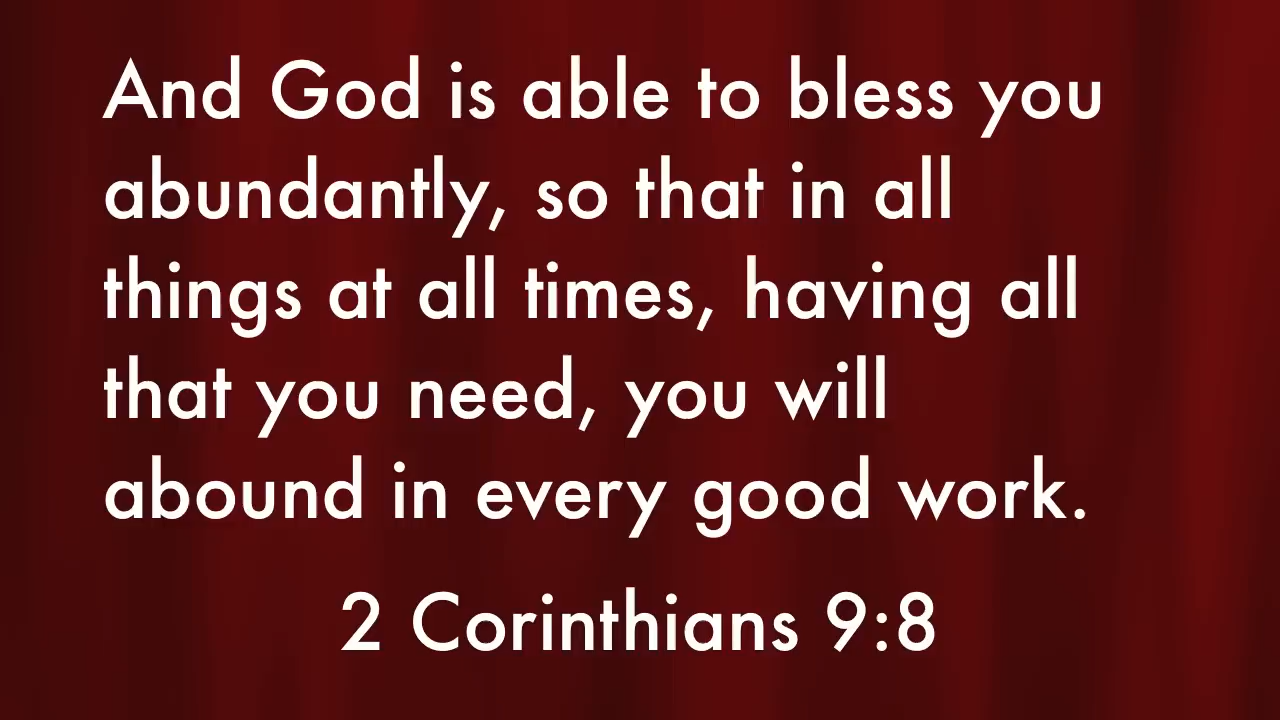 And God is able to bless you
abundantly, so that in all
things at all times, having all
that you need, you will
abound in every good work.
2 Corinthians 9:8